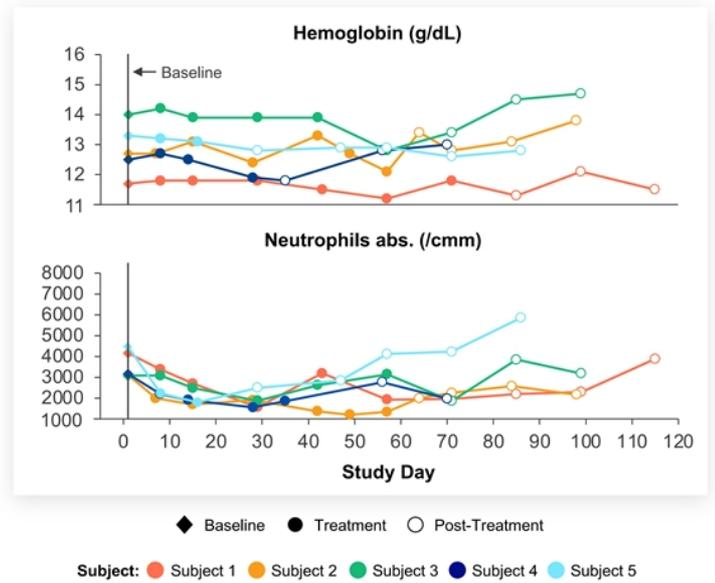 Hemoglobin (g/dL)
16
Baseline
15
14
13
12
11
Neutrophils abs. (/cmm)
8000
7000
6000
5000
4000
3000
2000
1000
0 10 20 30 40 50 60 70 80 90 100 110 120
Study Day
Baseline Treatment Post-Treatment
Subject: Subject 1 Subject 2 Subject 3 Subject 4 Subject 5